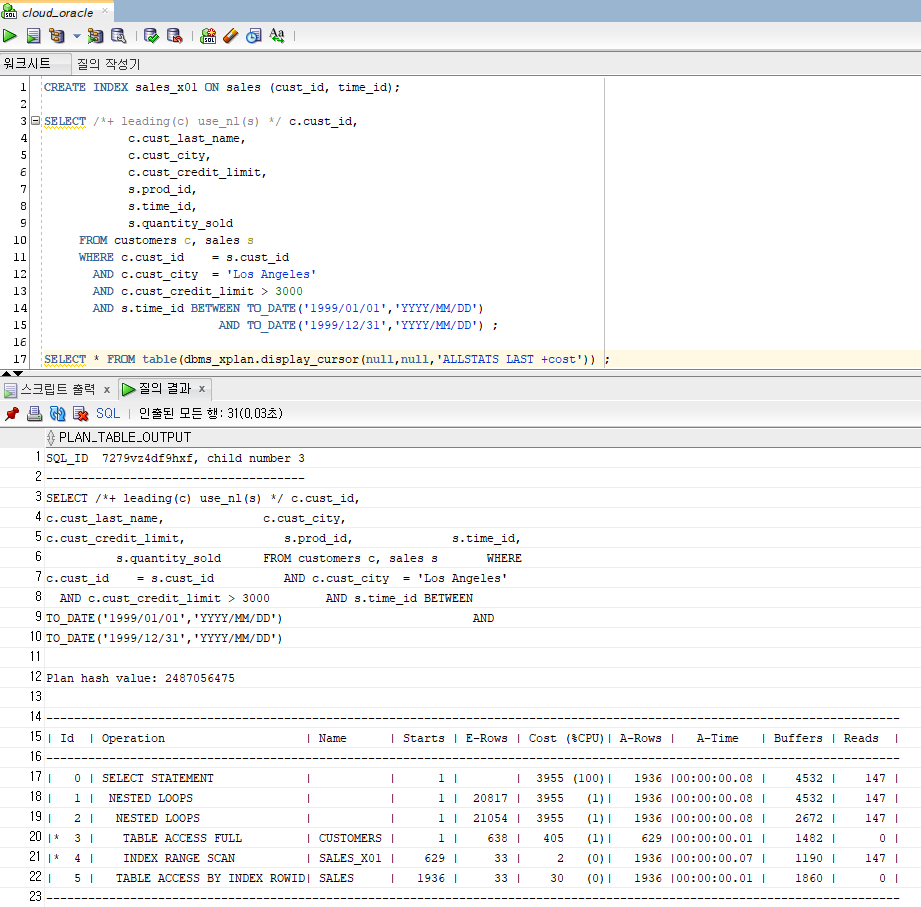 cloud_oracle ×
워크시트 질의 작성기
1 CREATE INDEX sales_x01 ON sales (cust_id, time_id);
2
3 SELECT /*+ leading(c) use_nl(s) */ c.cust_id,
4 c.cust_last_name,
5 c.cust_city,
6 c.cust_credit_limit,
7 s.prod_id,
8 s.time_id,
9 s.quantity_sold
10 FROM customers c, sales s
11 WHERE c.cust_id    = s.cust_id
12 AND c.cust_city  = 'Los Angeles'
13 AND c.cust_credit_limit > 3000
14 AND s.time_id BETWEEN TO_DATE('1999/01/01','YYYY/MM/DD')
15 AND TO_DATE('1999/12/31','YYYY/MM/DD') ;
16
17 SELECT * FROM table(dbms_xplan.display_cursor(null,null,'ALLSTATS LAST +cost')) ;
스크립트 출력 x 질의 결과 x
SQL | 인출된 모든 행: 31(0,03초)
PLAN_TABLE_OUTPUT
1 SQL_ID  7279vz4df9hxf, child number 3
2 -------------------------------------
3 SELECT /*+ leading(c) use_nl(s) */ c.cust_id,
4 c.cust_last_name,              c.cust_city,
5 c.cust_credit_limit,              s.prod_id,              s.time_id,
6 s.quantity_sold      FROM customers c, sales s       WHERE
7 c.cust_id    = s.cust_id          AND c.cust_city  = 'Los Angeles'
8 AND c.cust_credit_limit > 3000        AND s.time_id BETWEEN
9 TO_DATE('1999/01/01','YYYY/MM/DD')                           AND
10 TO_DATE('1999/12/31','YYYY/MM/DD')
11
12 Plan hash value: 2487056475
13
14 --------------------------------------------------------------------------------------------------------------------------
15 | Id  | Operation                            | Name      | Starts | E-Rows | Cost (%CPU)| A-Rows |   A-Time   | Buffers | Reads  |
16 --------------------------------------------------------------------------------------------------------------------------
17 |   0 | SELECT STATEMENT             |           |      1 |        |  3955 (100)|   1936 |00:00:00.08 |    4532 |    147 |
18 |   1 |  NESTED LOOPS                |           |      1 |  20817 |  3955   (1)|   1936 |00:00:00.08 |    4532 |    147 |
19 |   2 |   NESTED LOOPS               |           |      1 |  21054 |  3955   (1)|   1936 |00:00:00.08 |    2672 |    147 |
20 |*  3 |    TABLE ACCESS FULL         | CUSTOMERS |      1 |    638 |   405   (1)|    629 |00:00:00.01 |    1482 |      0 |
21 |*  4 |    INDEX RANGE SCAN          | SALES_X01 |    629 |     33 |     2   (0)|   1936 |00:00:00.07 |    1190 |    147 |
22 |   5 |   TABLE ACCESS BY INDEX ROWID| SALES     |   1936 |     33 |    30   (0)|   1936 |00:00:00.01 |    1860 |      0 |
23 --------------------------------------------------------------------------------------------------------------------------